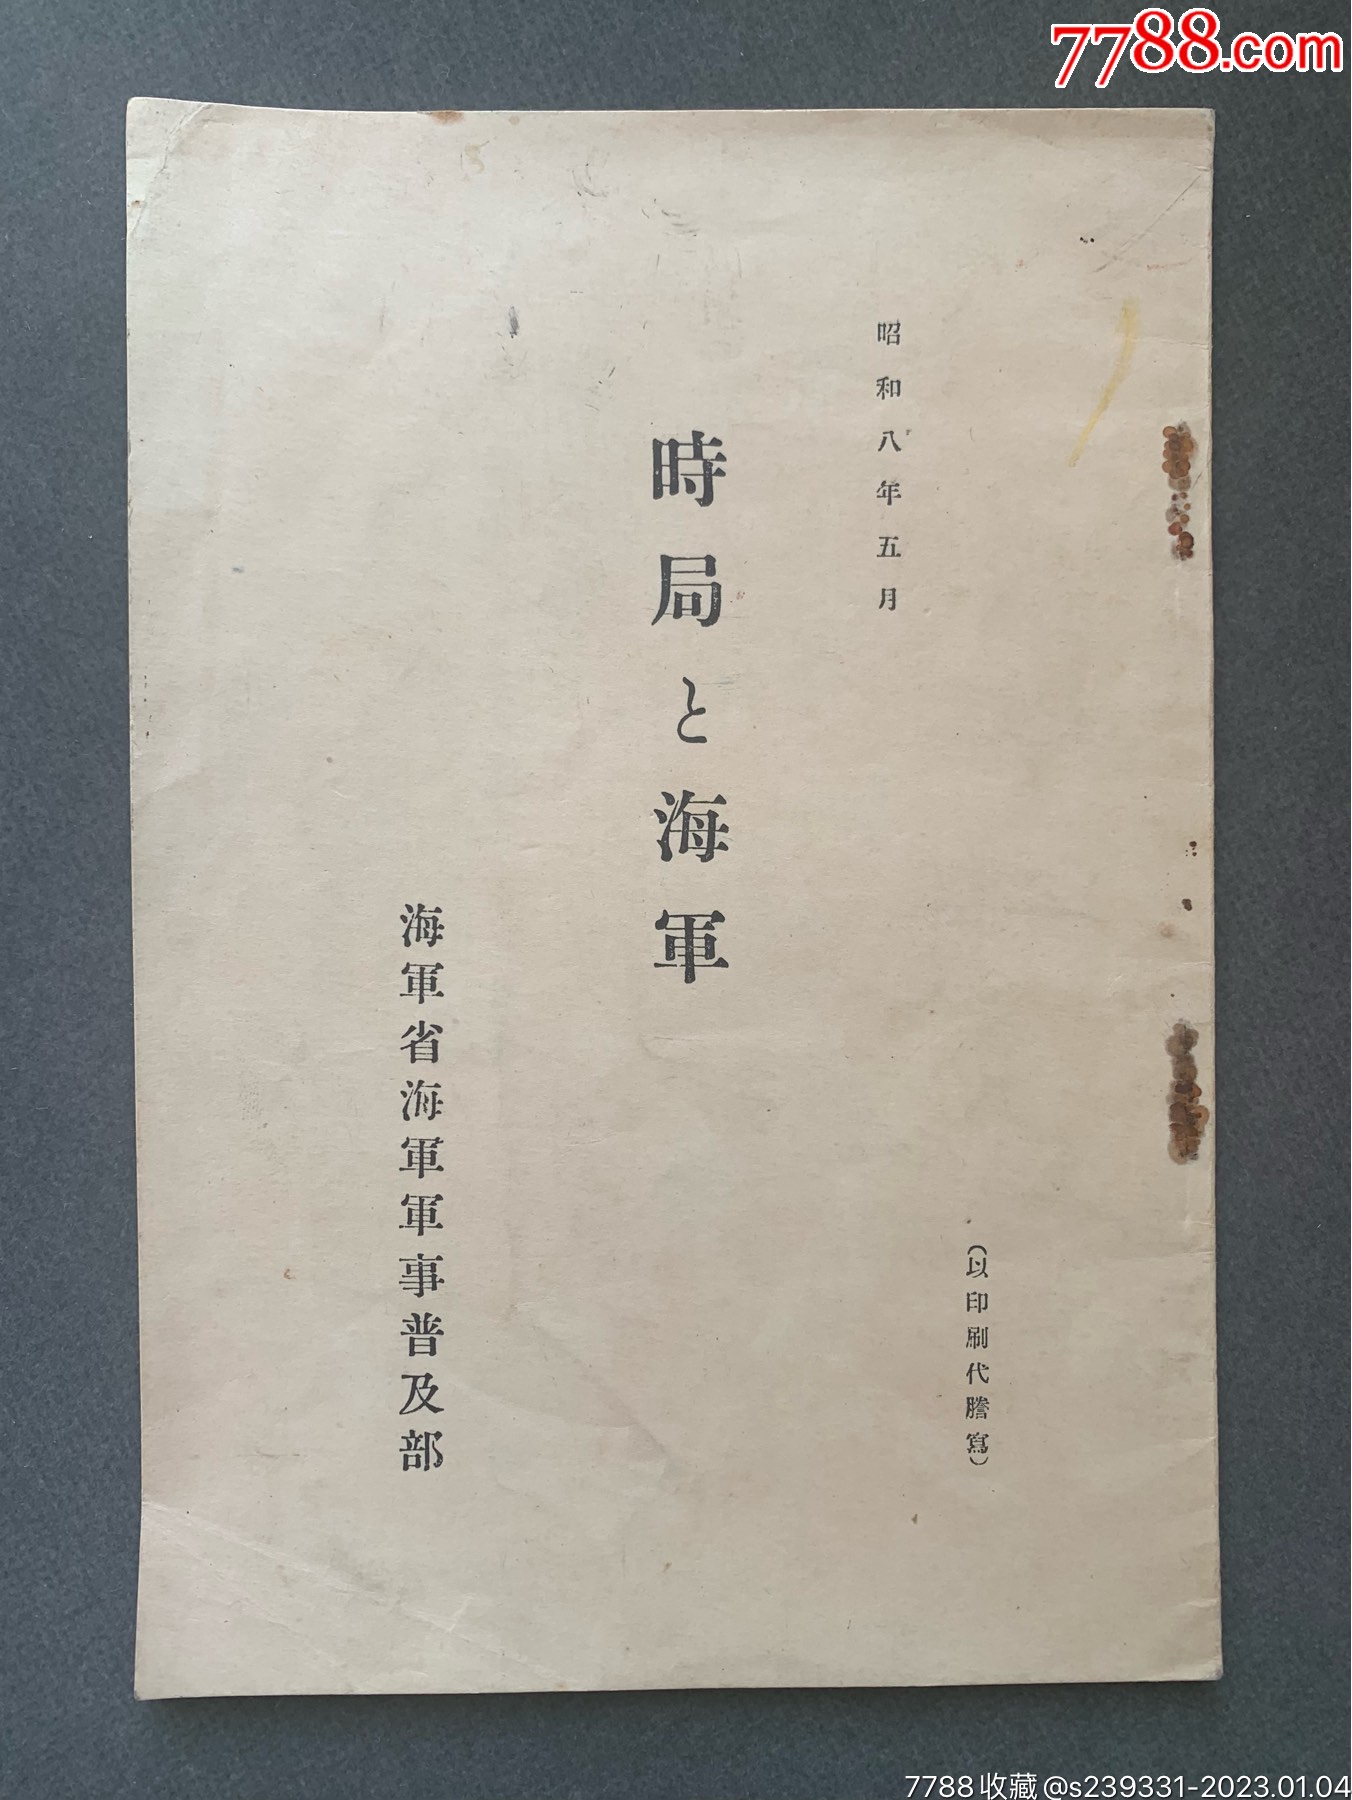 7788.com
(以印刷代謄寫)
昭和八年五月
時局と海軍
海軍省海軍軍事普及部
7788收藏@s239331-2023.01.04